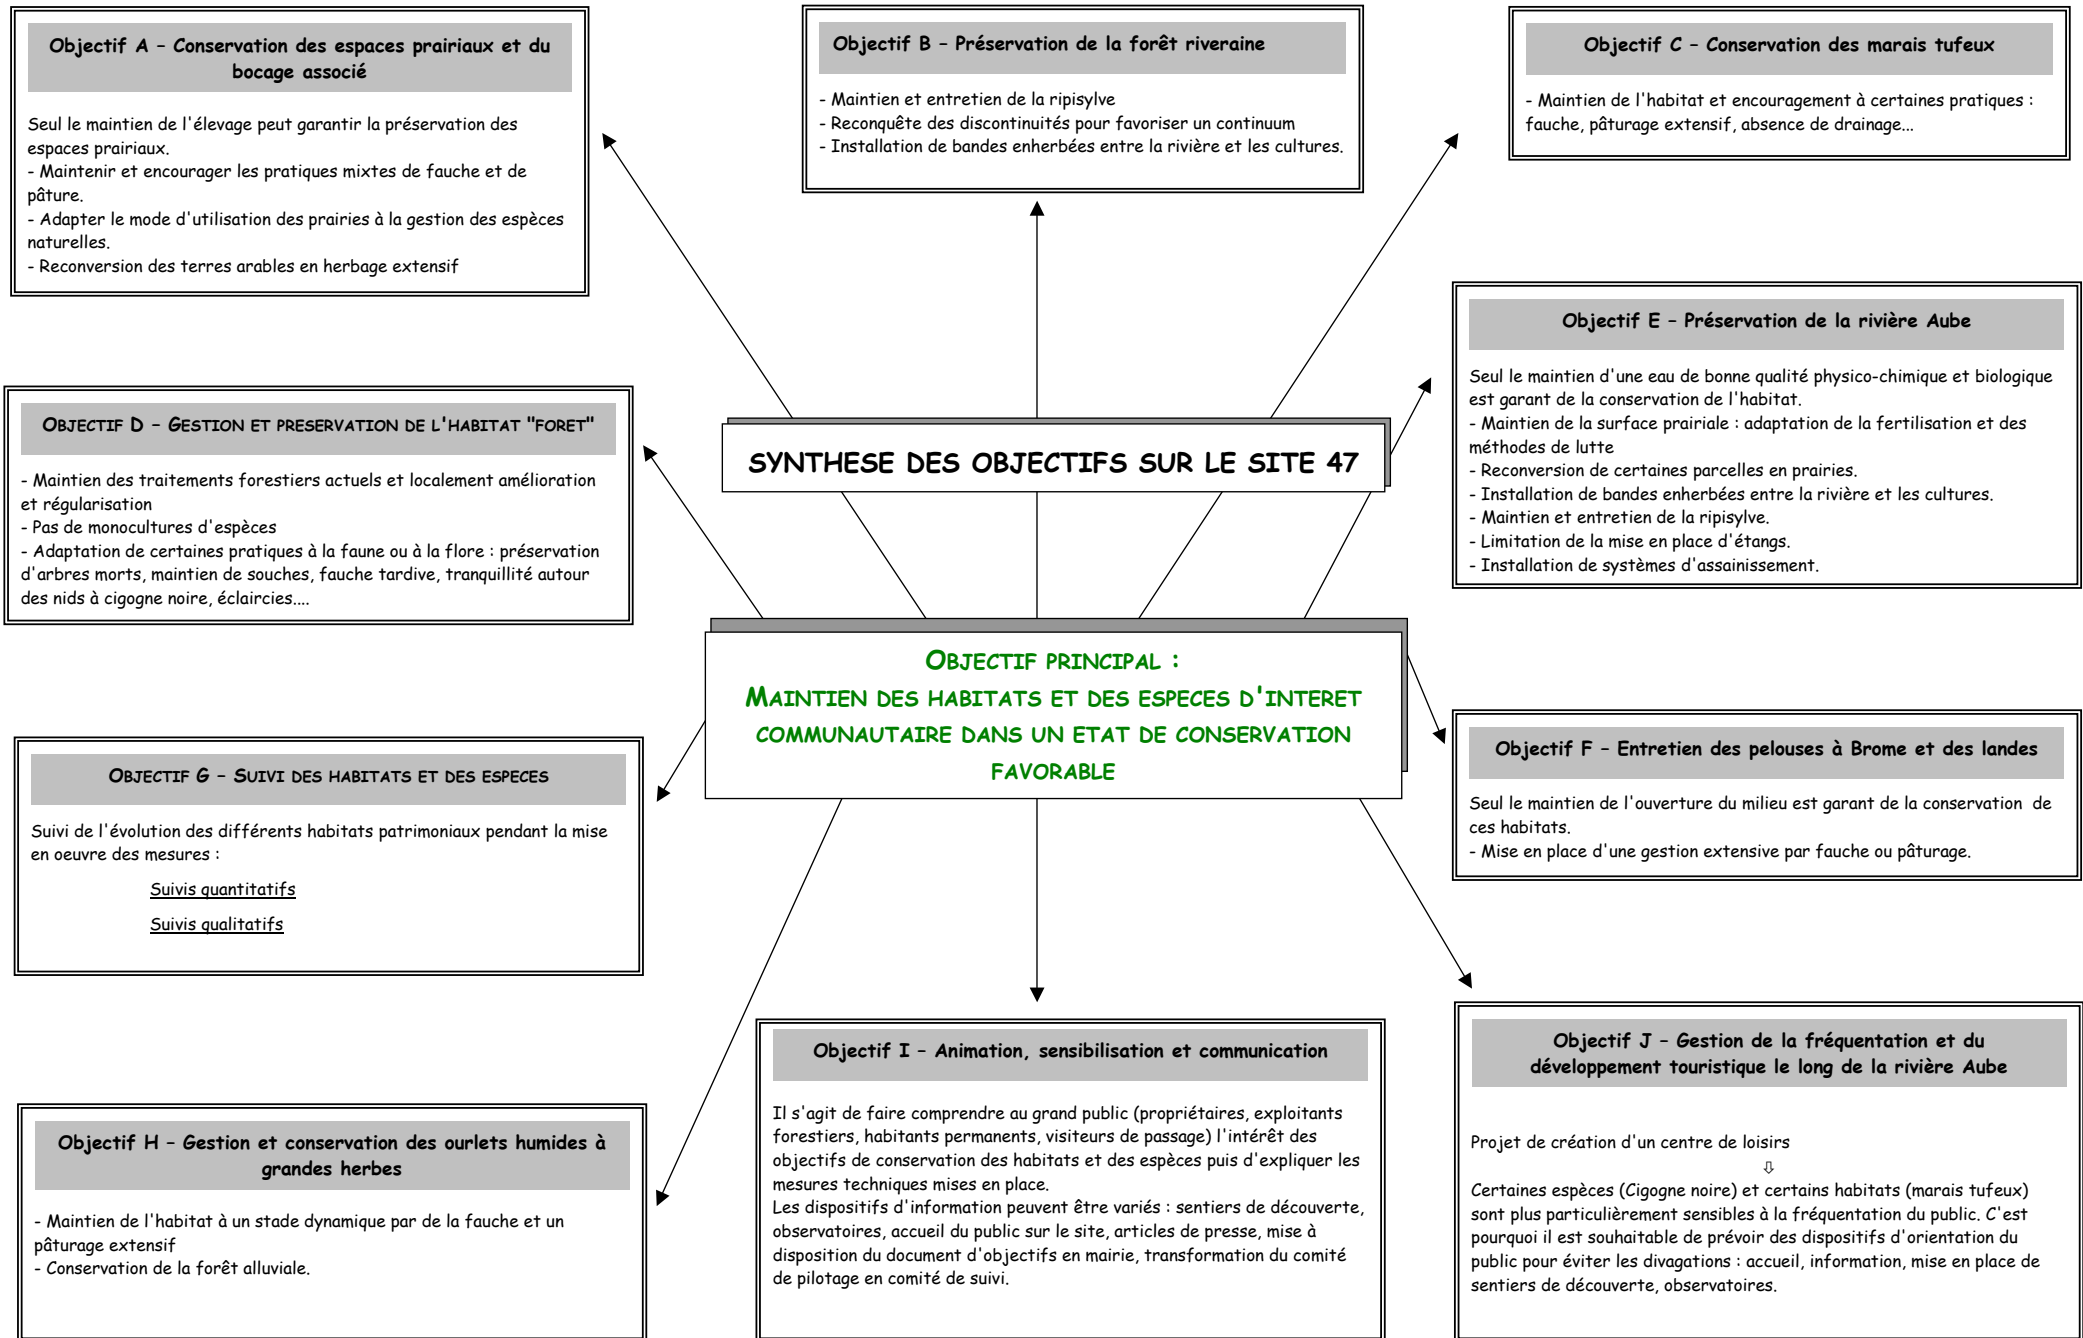 Objectif A – Conservation des espaces prairiaux et du
bocage associé
Seul le maintien de l'élevage peut garantir la préservation des
espaces prairiaux.
- Maintenir et encourager les pratiques mixtes de fauche et de
pâture.
- Adapter le mode d'utilisation des prairies à la gestion des espèces
naturelles.
- Reconversion des terres arables en herbage extensif
Objectif B – Préservation de la forêt riveraine
- Maintien et entretien de la ripisylve
- Reconquête des discontinuités pour favoriser un continuum
- Installation de bandes enherbées entre la rivière et les cultures.
Objectif C – Conservation des marais tufeux
- Maintien de l'habitat et encouragement à certaines pratiques :
fauche, pâturage extensif, absence de drainage...
OBJECTIF D – GESTION ET PRESERVATION DE L'HABITAT "FORET"
- Maintien des traitements forestiers actuels et localement amélioration
et régularisation
- Pas de monocultures d'espèces
- Adaptation de certaines pratiques à la faune ou à la flore : préservation
d'arbres morts, maintien de souches, fauche tardive, tranquillité autour
des nids à cigogne noire, éclaircies....
SYNTHESE DES OBJECTIFS SUR LE SITE 47
Objectif E – Préservation de la rivière Aube
Seul le maintien d'une eau de bonne qualité physico-chimique et biologique
est garant de la conservation de l'habitat.
- Maintien de la surface prairiale : adaptation de la fertilisation et des
méthodes de lutte
- Reconversion de certaines parcelles en prairies.
- Installation de bandes enherbées entre la rivière et les cultures.
- Maintien et entretien de la ripisylve.
- Limitation de la mise en place d'étangs.
- Installation de systèmes d'assainissement.
OBJECTIF PRINCIPAL :
MAINTIEN DES HABITATS ET DES ESPECES D'INTERET
COMMUNAUTAIRE DANS UN ETAT DE CONSERVATION
FAVORABLE
Objectif F – Entretien des pelouses à Brome et des landes
Seul le maintien de l'ouverture du milieu est garant de la conservation de
ces habitats.
- Mise en place d'une gestion extensive par fauche ou pâturage.
OBJECTIF G – SUIVI DES HABITATS ET DES ESPECES
Suivi de l'évolution des différents habitats patrimoniaux pendant la mise
en oeuvre des mesures :
Suivis quantitatifs
Suivis qualitatifs
Objectif H – Gestion et conservation des ourlets humides à
grandes herbes
- Maintien de l'habitat à un stade dynamique par de la fauche et un
pâturage extensif
- Conservation de la forêt alluviale.
Objectif I – Animation, sensibilisation et communication
Il s'agit de faire comprendre au grand public (propriétaires, exploitants
forestiers, habitants permanents, visiteurs de passage) l'intérêt des
objectifs de conservation des habitats et des espèces puis d'expliquer les
mesures techniques mises en place.
Les dispositifs d'information peuvent être variés : sentiers de découverte,
observatoires, accueil du public sur le site, articles de presse, mise à
disposition du document d'objectifs en mairie, transformation du comité
de pilotage en comité de suivi.
Objectif J – Gestion de la fréquentation et du
développement touristique le long de la rivière Aube
Projet de création d'un centre de loisirs
⇩
Certaines espèces (Cigogne noire) et certains habitats (marais tufeux)
sont plus particulièrement sensibles à la fréquentation du public. C'est
pourquoi il est souhaitable de prévoir des dispositifs d'orientation du
public pour éviter les divagations : accueil, information, mise en place de
sentiers de découverte, observatoires.